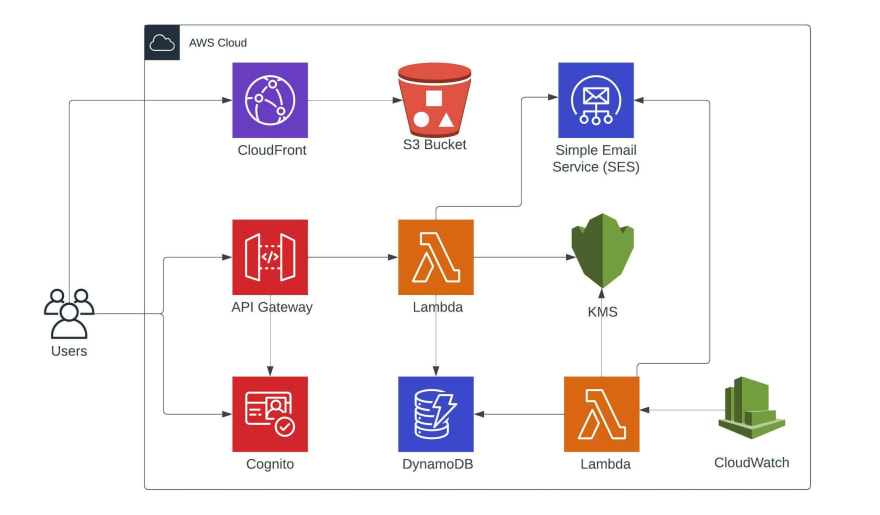 AWS Cloud
CloudFront
S3 Bucket
Simple Email
Service (SES)
</>
API Gateway
Lambda
KMS
Users
Cognito
DynamoDB
Lambda
CloudWatch